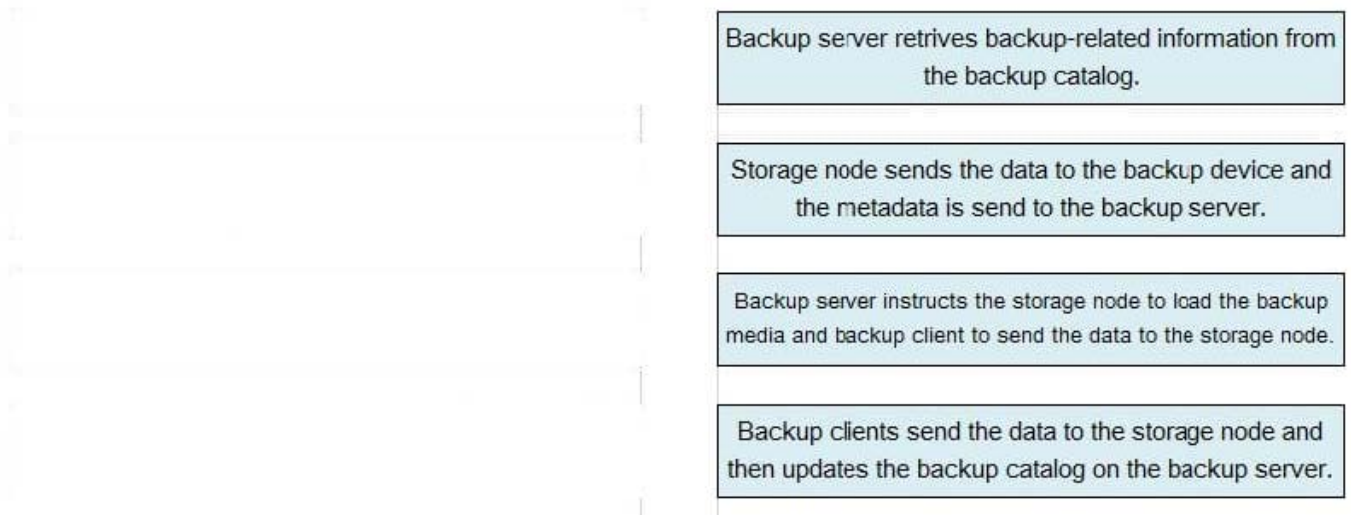 Backup server retrives backup-related information from
the backup catalog.
Storage node sends the data to the backup device and
the metadata is send to the backup server.
Backup server instructs the storage node to load the backup
media and backup client to send the data to the storage node.
Backup clients send the data to the storage node and
then updates the backup catalog on the backup server.